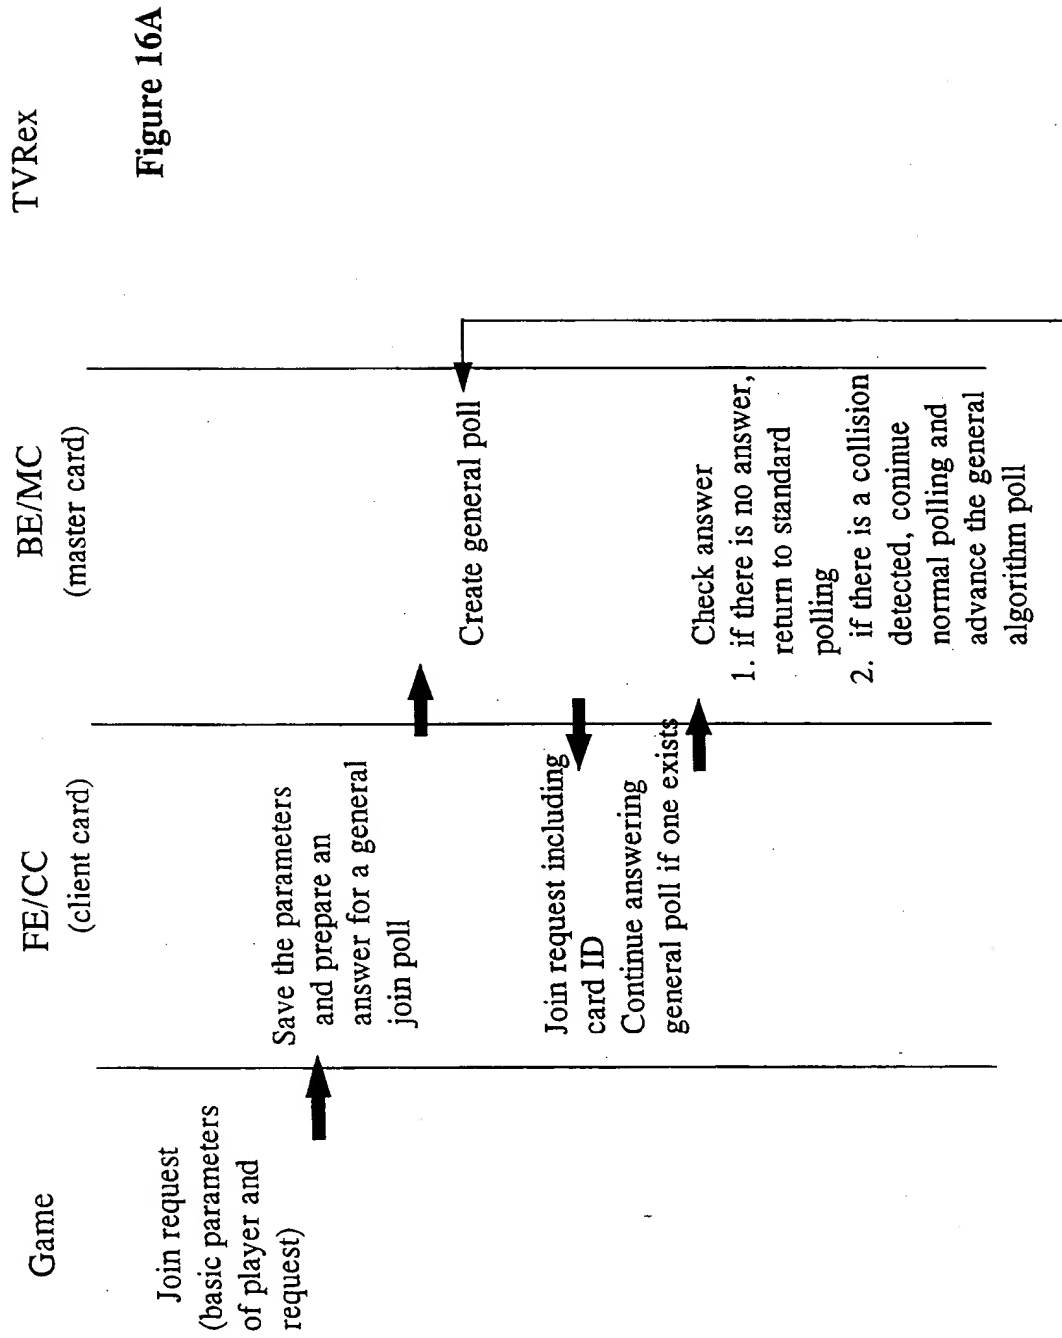 Game
FE/CC
(client card)
BE/MC
(master card)
TVRex
Figure 16A
Join request
(basic parameters
of player and
request)
Save the parameters
and prepare an
answer for a general
join poll
Create general poll
Join request including
card ID
Continue answering
general poll if one exists
Check answer
1. if there is no answer,
return to standard
polling
2. if there is a collision
detected, coninue
normal polling and
advance the general
algorithm poll